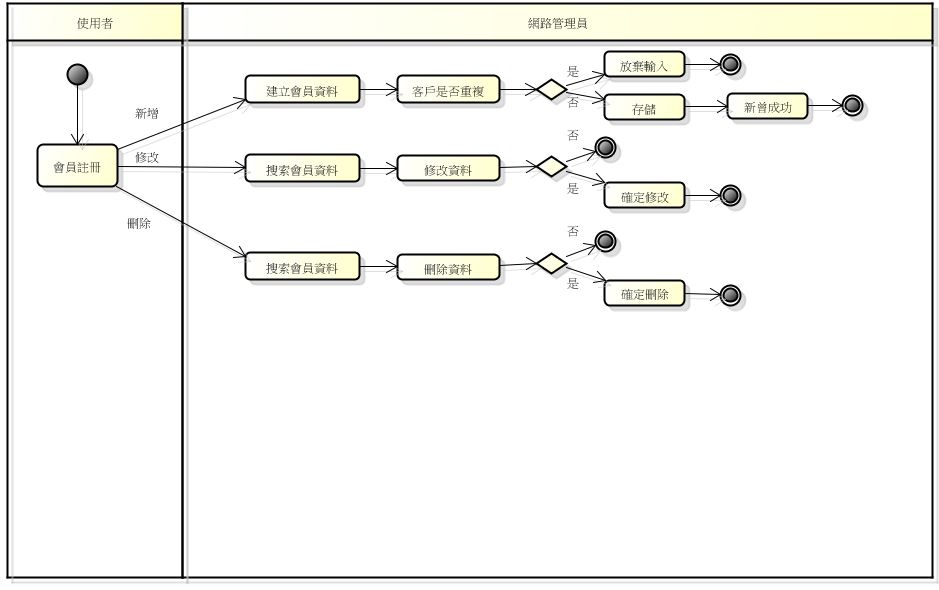 使用者
網路管理員
是
放棄輸入
建立會員資料
客戶是否重複
否
存儲
新曾成功
新增
會員註冊
修改
搜索會員資料
修改資料
否
是
確定修改
刪除
搜索會員資料
刪除資料
否
是
確定刪除